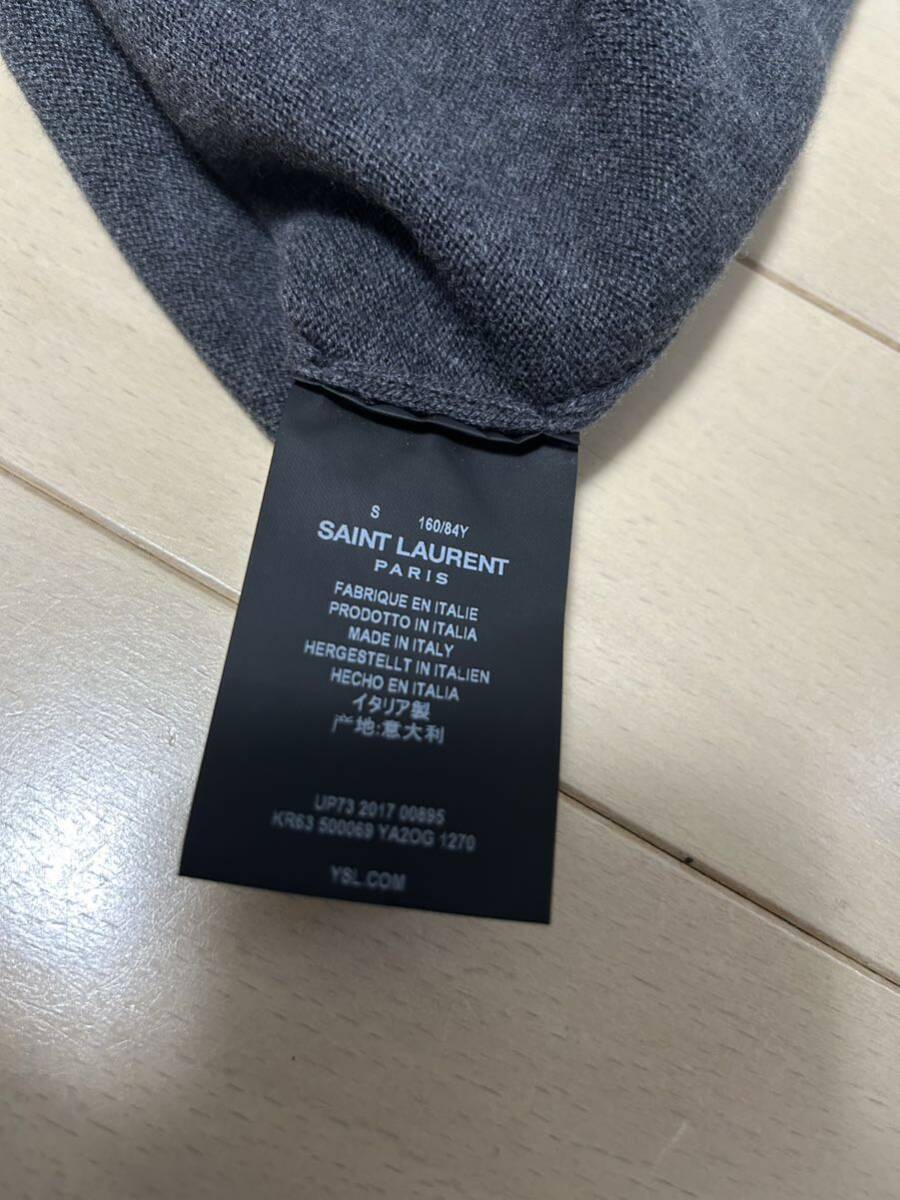 S 160/84Y
SAINT LAURENT
PARIS
FABRIQUE EN ITALIE
PRODOTTO IN ITALIA
MADE IN ITALY
HERGESTELLT IN ITALIEN
HECHO EN ITALIA
イタリア製
产地:意大利
UP73 2017 00895
KR63 500069 YA2OG 1270
YSL.COM